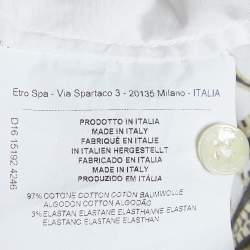 Etro Spa - Via Spartaco 3 - 20135 Milano - ITALIA
PRODOTTO IN ITALIA
MADE IN ITALY
FABRIQUÉ EN ITALIE
IN ITALIEN HERGESTELLT
FABRICADO EN ITALIA
MADE IN ITALY
PRODUZIDO EM ITÁLIA
D16 15192 4246
97% COTONE COTTON COTON BAUMWOLLE
ALGODON COTTON ALGODÃO
3% ELASTAN ELASTANE ELASTHANNE ELASTAN
ELASTANO ELASTANE ELASTANO